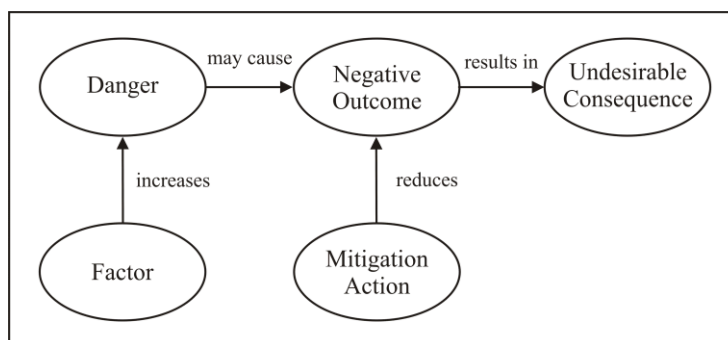 Danger
may cause
Negative
Outcome
results in
Undesirable
Consequence
increases
reduces
Factor
Mitigation
Action